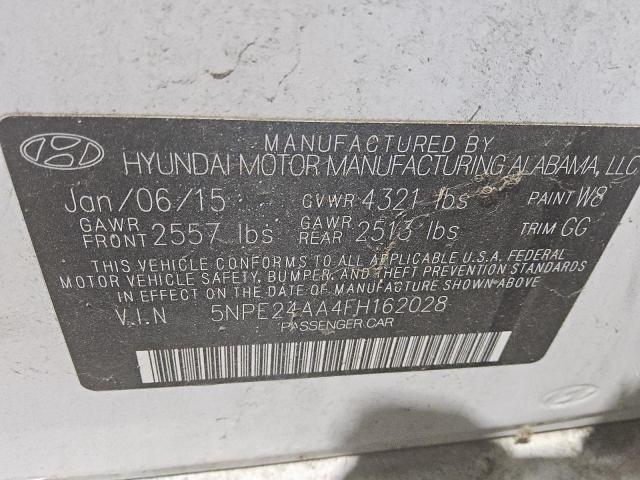 MANUFACTURED BY
HYUNDAI MOTOR MANUFACTURING ALABAMA, LLC
Jan/06/15 GVWR 4321 lbs PAINT W8
GAWR FRONT 2557 lbs GAWR REAR 2513 lbs TRIM GG
THIS VEHICLE CONFORMS TO ALL APPLICABLE U.S.A. FEDERAL
MOTOR VEHICLE SAFETY, BUMPER, AND THEFT PREVENTION STANDARDS
IN EFFECT ON THE DATE OF MANUFACTURE SHOWN ABOVE
V.I.N 5NPE24AA4FH162028
PASSENGER CAR